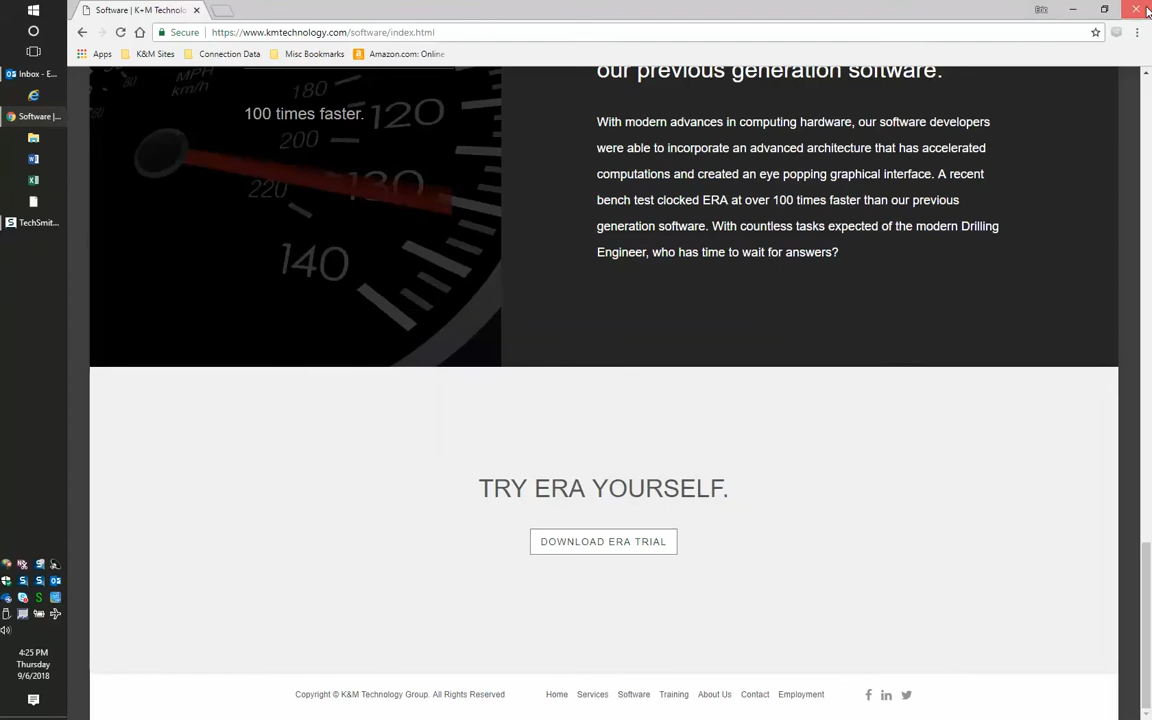 Inbox - E...
Software |...
TechSmit...
4:25 PM
Thursday
9/6/2018
Software | K+M Technolo
Eric
Secure
https://www.kmtechnology.com/software/index.html
Apps
K&M Sites
Connection Data
Misc Bookmarks
Amazon.com: Online
MPH
km/h
180
120
100 times faster.
200
130
220
140
our previous generation software.
With modern advances in computing hardware, our software developers
were able to incorporate an advanced architecture that has accelerated
computations and created an eye popping graphical interface. A recent
bench test clocked ERA at over 100 times faster than our previous
generation software. With countless tasks expected of the modern Drilling
Engineer, who has time to wait for answers?
TRY ERA YOURSELF.
DOWNLOAD ERA TRIAL
Copyright © K&M Technology Group. All Rights Reserved
Home
Services
Software
Training
About Us
Contact
Employment